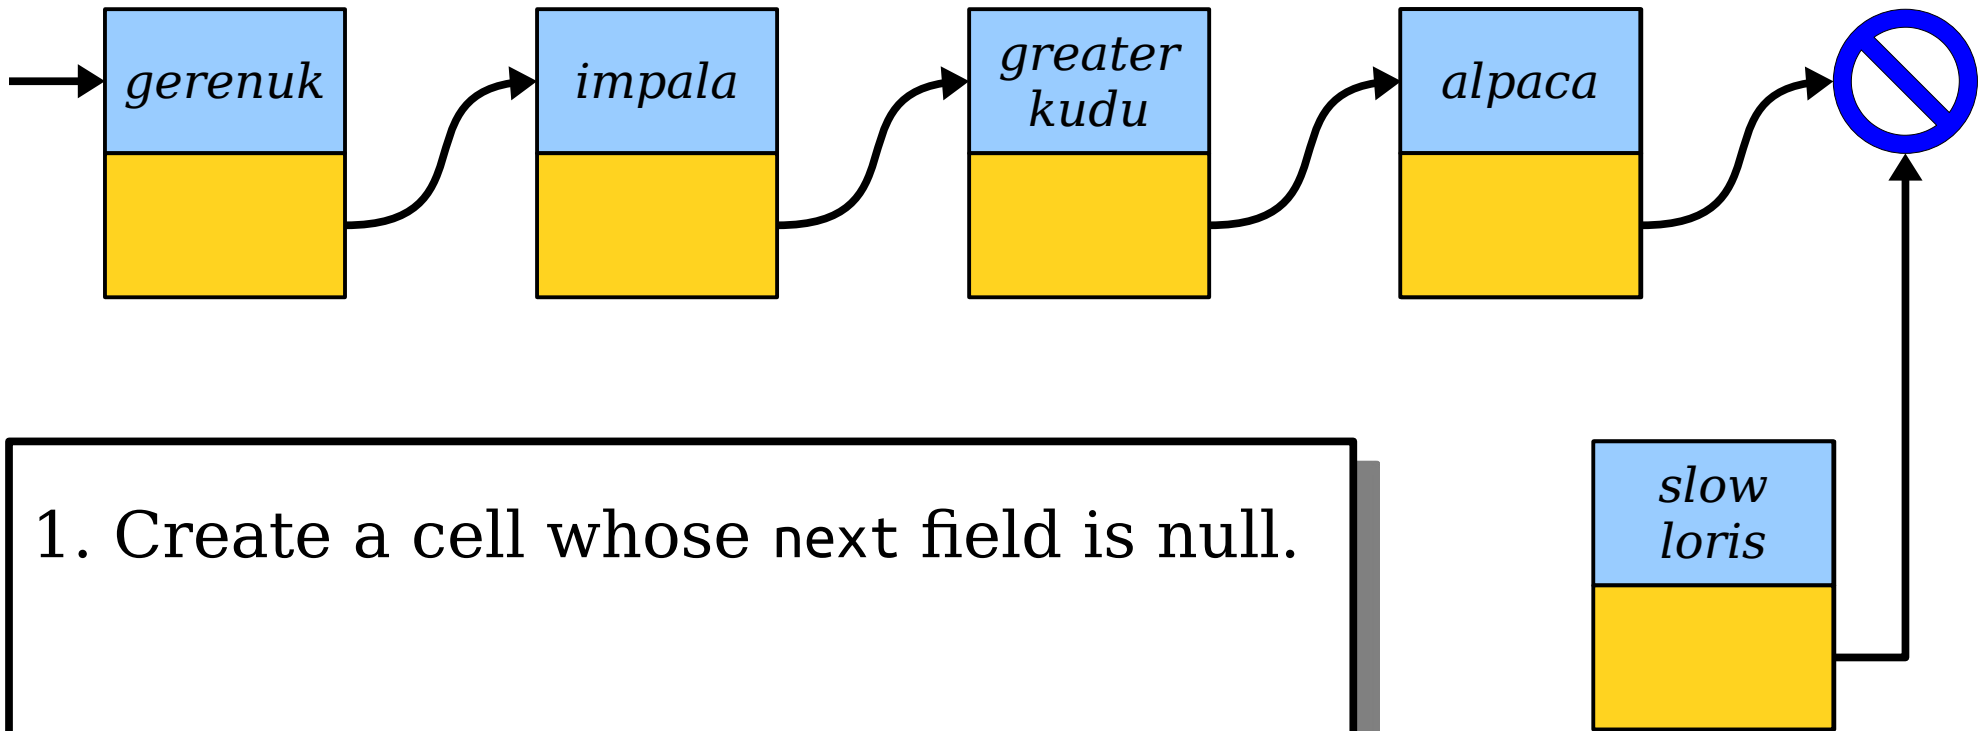 gerenuk
impala
greater
kudu
alpaca
1. Create a cell whose next field is null.
slow
loris